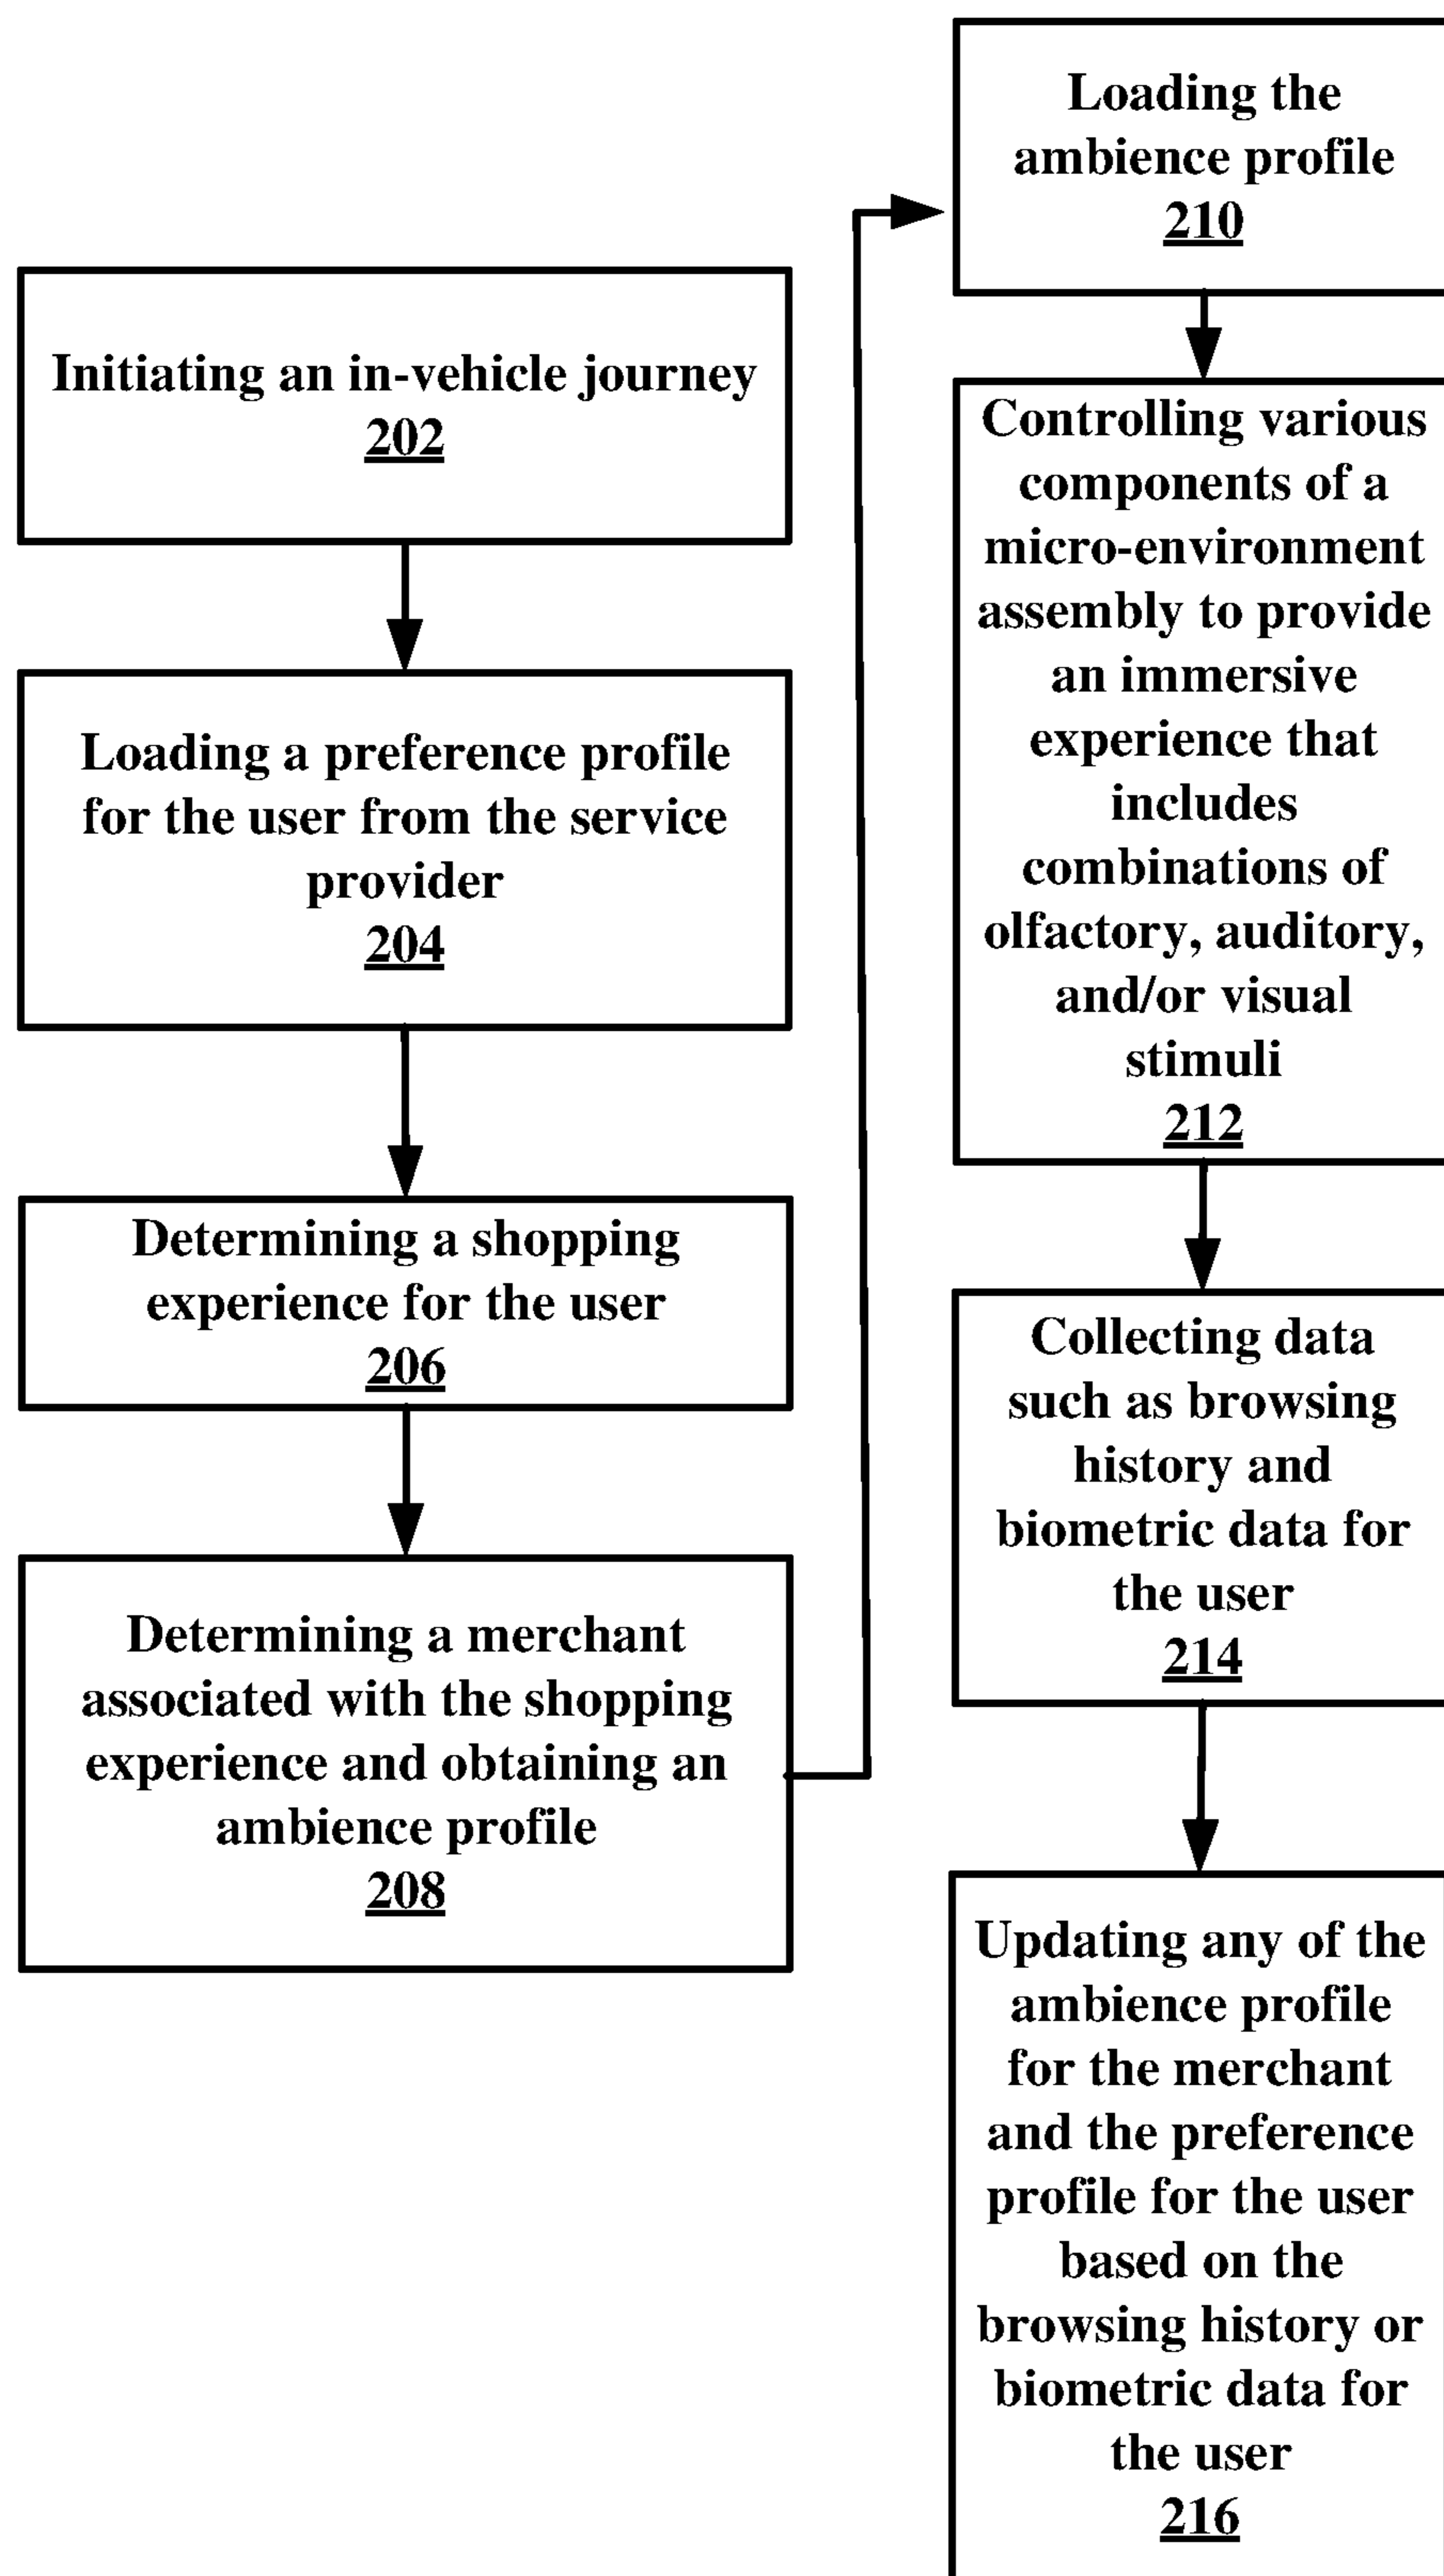 Initiating an in-vehicle journey
202
Loading a preference profile
for the user from the service
provider
204
Determining a shopping
experience for the user
206
Determining a merchant
associated with the shopping
experience and obtaining an
ambience profile
208
Loading the
ambience profile
210
Controlling various
components of a
micro-environment
assembly to provide
an immersive
experience that
includes
combinations of
olfactory, auditory,
and/or visual
stimuli
212
Collecting data
such as browsing
history and
biometric data for
the user
214
Updating any of the
ambience profile
for the merchant
and the preference
profile for the user
based on the
browsing history or
biometric data for
the user
216